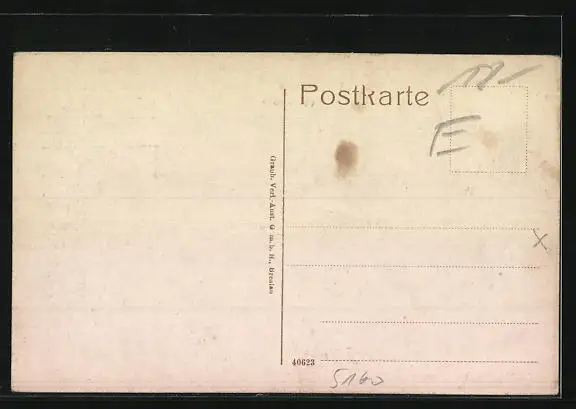 Postkarte
E
Graph. Verl.-Anst. G. m. b. H., Breslau
X
40623
5160